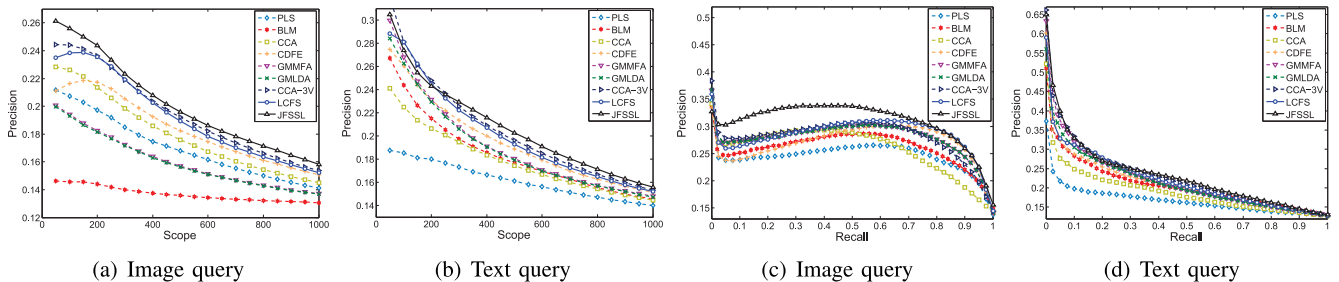 Precision
0.26
0.24
0.22
0.2
0.18
0.16
0.14
0.12
0
200
400
600
800
1000
Scope
PLS
BLM
CCA
CDFE
GMMFA
GMLDA
CCA-3V
LCFS
JFSSL
(a) Image query
Precision
0.3
0.28
0.26
0.24
0.22
0.2
0.18
0.16
0.14
0
200
400
600
800
1000
Scope
PLS
BLM
CCA
CDFE
GMMFA
GMLDA
CCA-3V
LCFS
JFSSL
(b) Text query
Precision
0.5
0.45
0.4
0.35
0.3
0.25
0.2
0.15
0
0.1
0.2
0.3
0.4
0.5
0.6
0.7
0.8
0.9
1
Recall
PLS
BLM
CCA
CDFE
GMMFA
GMLDA
CCA-3V
LCFS
JFSSL
(c) Image query
Precision
0.65
0.6
0.55
0.5
0.45
0.4
0.35
0.3
0.25
0.2
0.15
0
0.1
0.2
0.3
0.4
0.5
0.6
0.7
0.8
0.9
1
Recall
PLS
BLM
CCA
CDFE
GMMFA
GMLDA
CCA-3V
LCFS
JFSSL
(d) Text query